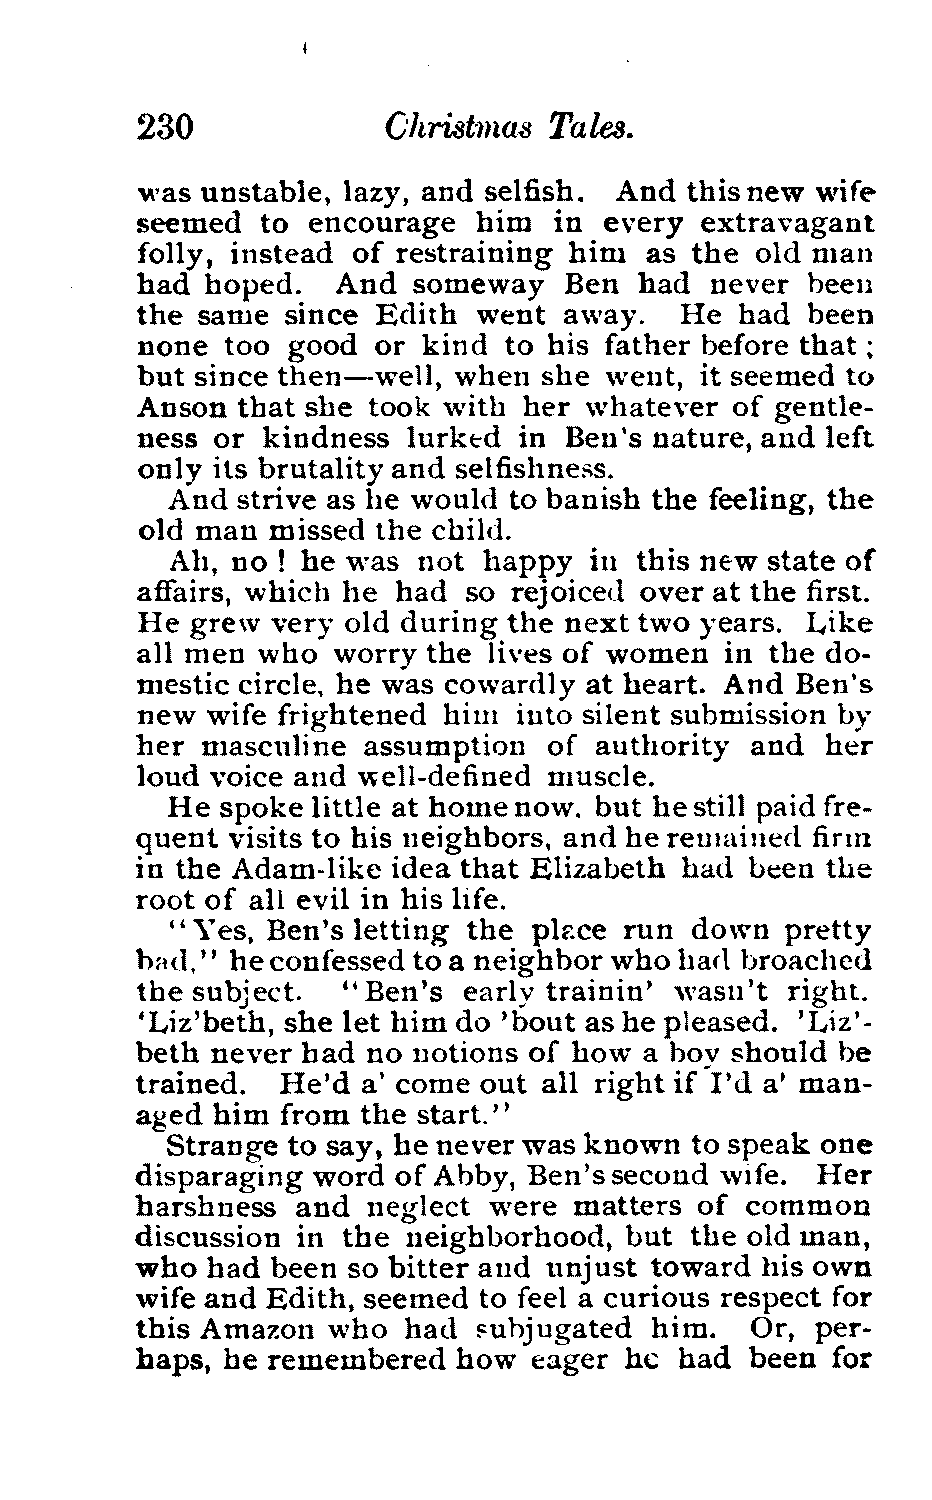 230 Christmas Tales.
was unstable, lazy, and selfish. And this new wife
seemed to encourage him in every extravagant
folly, instead of restraining him as the old man
had hoped. And someway Ben had never been
the same since Edith went away. He had been
none too good or kind to his father before that;
but since then—well, when she went, it seemed to
Anson that she took with her whatever of gentle-
ness or kindness lurked in Ben's nature, and left
only its brutality and selfishness.
And strive as he would to banish the feeling, the
old man missed the child.
Ah, no! he was not happy in this new state of
affairs, which he had so rejoiced over at the first.
He grew very old during the next two years. Like
all men who worry the lives of women in the do-
mestic circle, he was cowardly at heart. And Ben's
new wife frightened him into silent submission by
her masculine assumption of authority and her
loud voice and well-defined muscle.
He spoke little at home now. but he still paid fre-
quent visits to his neighbors, and he remained firm
in the Adam-like idea that Elizabeth had been the
root of all evil in his life.
"Yes, Ben's letting the place run down pretty
bad," he confessed to a neighbor who had broached
the subject. "Ben's early trainin' wasn't right.
'Liz'beth, she let him do 'bout as he pleased. 'Liz'-
beth never had no notions of how a boy should be
trained. He'd a' come out all right if I'd a' man-
aged him from the start."
Strange to say, he never was known to speak one
disparaging word of Abby, Ben's second wife. Her
harshness and neglect were matters of common
discussion in the neighborhood, but the old man,
who had been so bitter and unjust toward his own
wife and Edith, seemed to feel a curious respect for
this Amazon who had subjugated him. Or, per-
haps, he remembered how eager he had been for